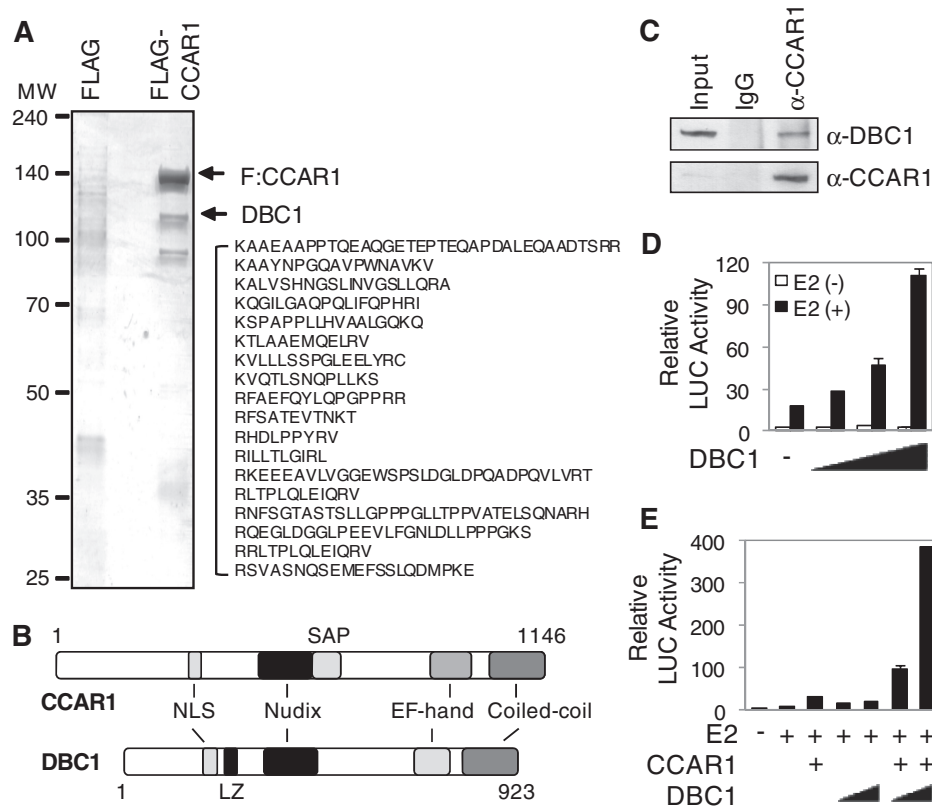 A
MW
FLAG
FLAG-
CCAR1
240
140
100
70
50
35
25
F:CCAR1
DBC1
KAAEAAPPTQEAQGETEPTEQAPDALEQAADTSRR
KAAYNPGQAVPWNAVKV
KALVSHNGSLINVGSLLQRA
KQGILGAQPQLIFQPHRI
KSPAPPLLHVAALGQKQ
KTLAAEMQELRV
KVLLLSSPGLEELYRC
KVQTLSNQPLLKS
RFAEFQYLQPGPPRR
RFSATEVTNKT
RHDLPPYRV
RILLTLGIRL
RKEEEAVLVGGEWSPSLDGLDPQADPQVLVRT
RLTPLQLEIQRV
RNFSGTASTSLLGPPPGLLTPPVATELSQNARH
RQEGLDGGLPEEVLFGNLDLLPPPGKS
RRLTPLQLEIQRV
RSVASNQSEMEFSSLQDMPKE
B
1 SAP 1146
CCAR1
NLS Nudix EF-hand Coiled-coil
DBC1
1 LZ 923
C
Input
IgG
α-CCAR1
α-DBC1
α-CCAR1
D
Relative
LUC Activity
120
90
60
30
0
E2 (-)
E2 (+)
DBC1 -
E
Relative
LUC Activity
400
300
200
100
0
E2 - + + + + + +
CCAR1 + + +
DBC1